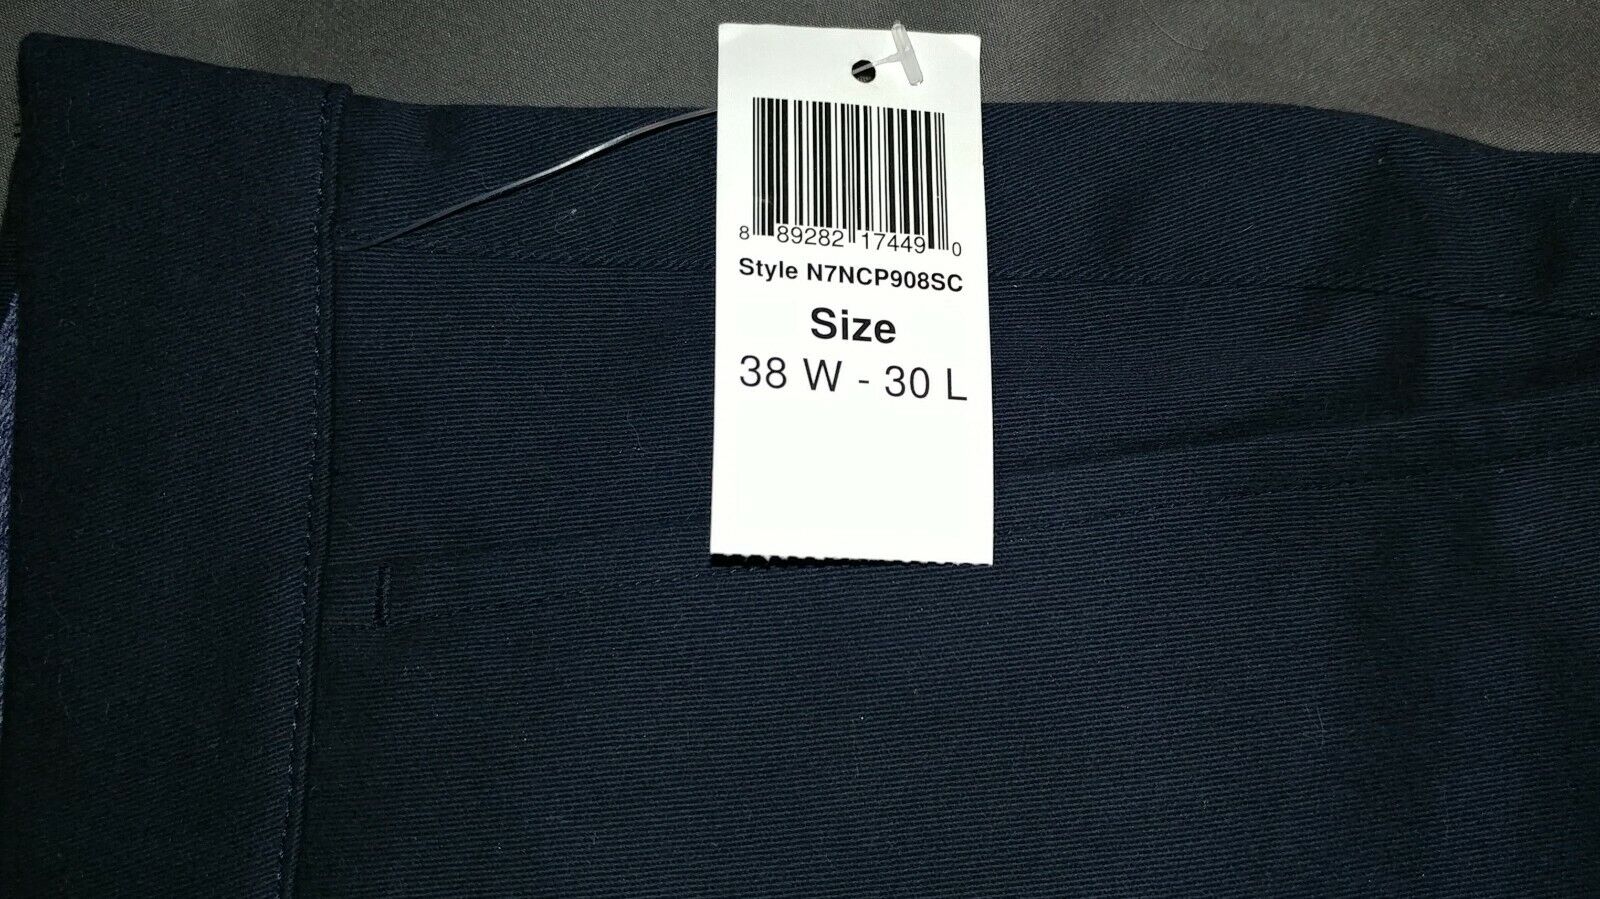 8 89282 17449 0
Style N7NCP908SC
Size
38 W - 30 L